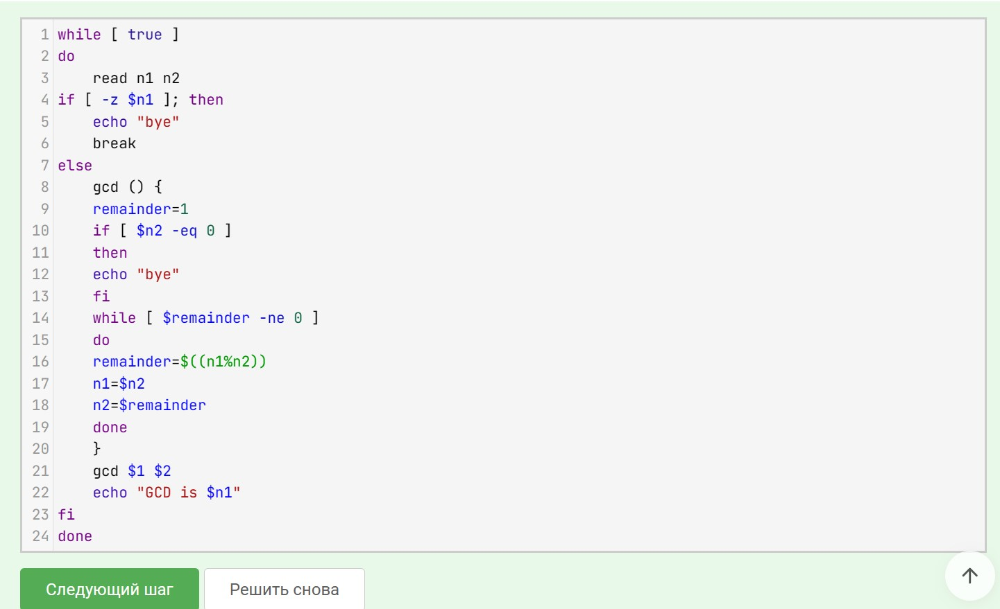 1 while [ true ]
2 do
3     read n1 n2
4 if [ -z $n1 ]; then
5     echo "bye"
6     break
7 else
8     gcd () {
9     remainder=1
10     if [ $n2 -eq 0 ]
11     then
12     echo "bye"
13     fi
14     while [ $remainder -ne 0 ]
15     do
16     remainder=$((n1%n2))
17     n1=$n2
18     n2=$remainder
19     done
20     }
21     gcd $1 $2
22     echo "GCD is $n1"
23 fi
24 done
Следующий шаг Решить снова